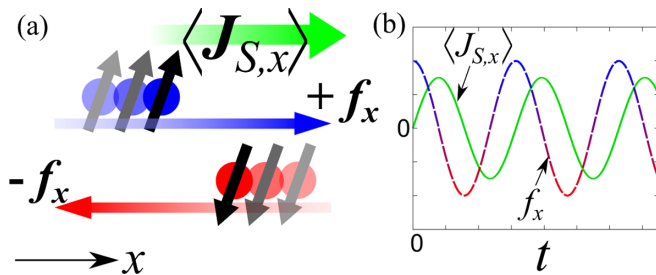 (a)
⟨J_{S,x}⟩
+ f_x
- f_x
x
(b)
⟨J_{S,x}⟩
0
f_x
0
t